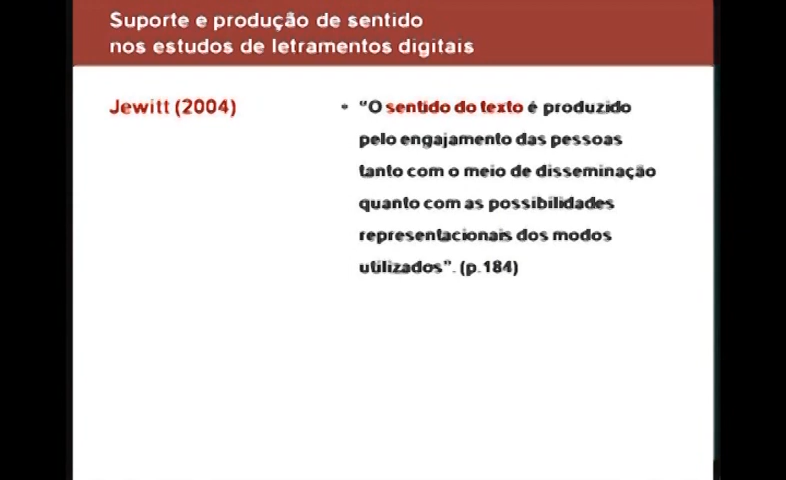 Suporte e produção de sentido
nos estudos de letramentos digitais
Jewitt (2004)
• "O sentido do texto é produzido
pelo engajamento das pessoas
tanto com o meio de disseminação
quanto com as possibilidades
representacionais dos modos
utilizados". (p.184)